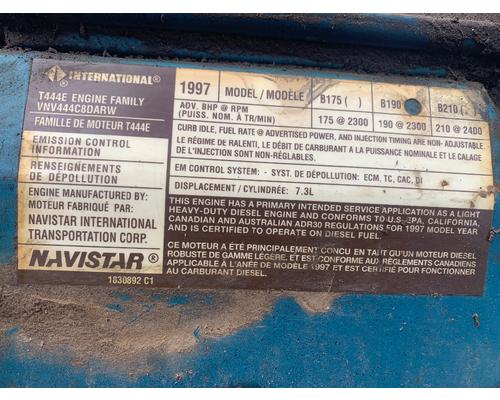 INTERNATIONAL®
T444E ENGINE FAMILY
VNV444C8DARW
FAMILLE DE MOTEUR T444E
EMISSION CONTROL
INFORMATION
RENSEIGNEMENTS
DE DÉPOLLUTION
ENGINE MANUFACTURED BY:
MOTEUR FABRIQUÉ PAR:
NAVISTAR INTERNATIONAL
TRANSPORTATION CORP.
NAVISTAR®
1830892 C1
1997 MODEL / MODÈLE B175 ( ) B190 B210 ( )
ADV. BHP @ RPM
(PUISS. NOM. À TR/MIN) 175 @ 2300 190 @ 2300 210 @ 2400
CURB IDLE, FUEL RATE @ ADVERTISED POWER, AND INJECTION TIMING ARE NON- ADJUSTABLE
LE RÉGIME DE RALENTI, LE DÉBIT DE CARBURANT A LA PUISSANCE NOMINALE ET LE CALAGE
DE L'INJECTION SONT NON-RÉGLABLES.
EM CONTROL SYSTEM: - SYST. DE DÉPOLLUTION: ECM, TC, CAC, DI
DISPLACEMENT / CYLINDRÉE: 7.3L
THIS ENGINE HAS A PRIMARY INTENDED SERVICE APPLICATION AS A LIGHT
HEAVY-DUTY DIESEL ENGINE AND CONFORMS TO U.S. EPA, CALIFORNIA
CANADIAN AND AUSTRALIAN ADR30 REGULATIONS FOR 1997 MODEL YEAR
AND IS CERTIFIED TO OPERATE ON DIESEL FUEL.
CE MOTEUR A ÉTÉ PRINCIPALEMENT CONÇU EN TANT QU'UN MOTEUR DIESEL
ROBUSTE DE GAMME LÉGÈRE. ET EST CONFORME AUX RÈGLEMENTS CANADIENS
APPLICABLE A L'ANÉE DE MODÈLE 1997 ET EST CERTIFIÉ POUR FONCTIONNER
AU CARBURANT DIESEL.